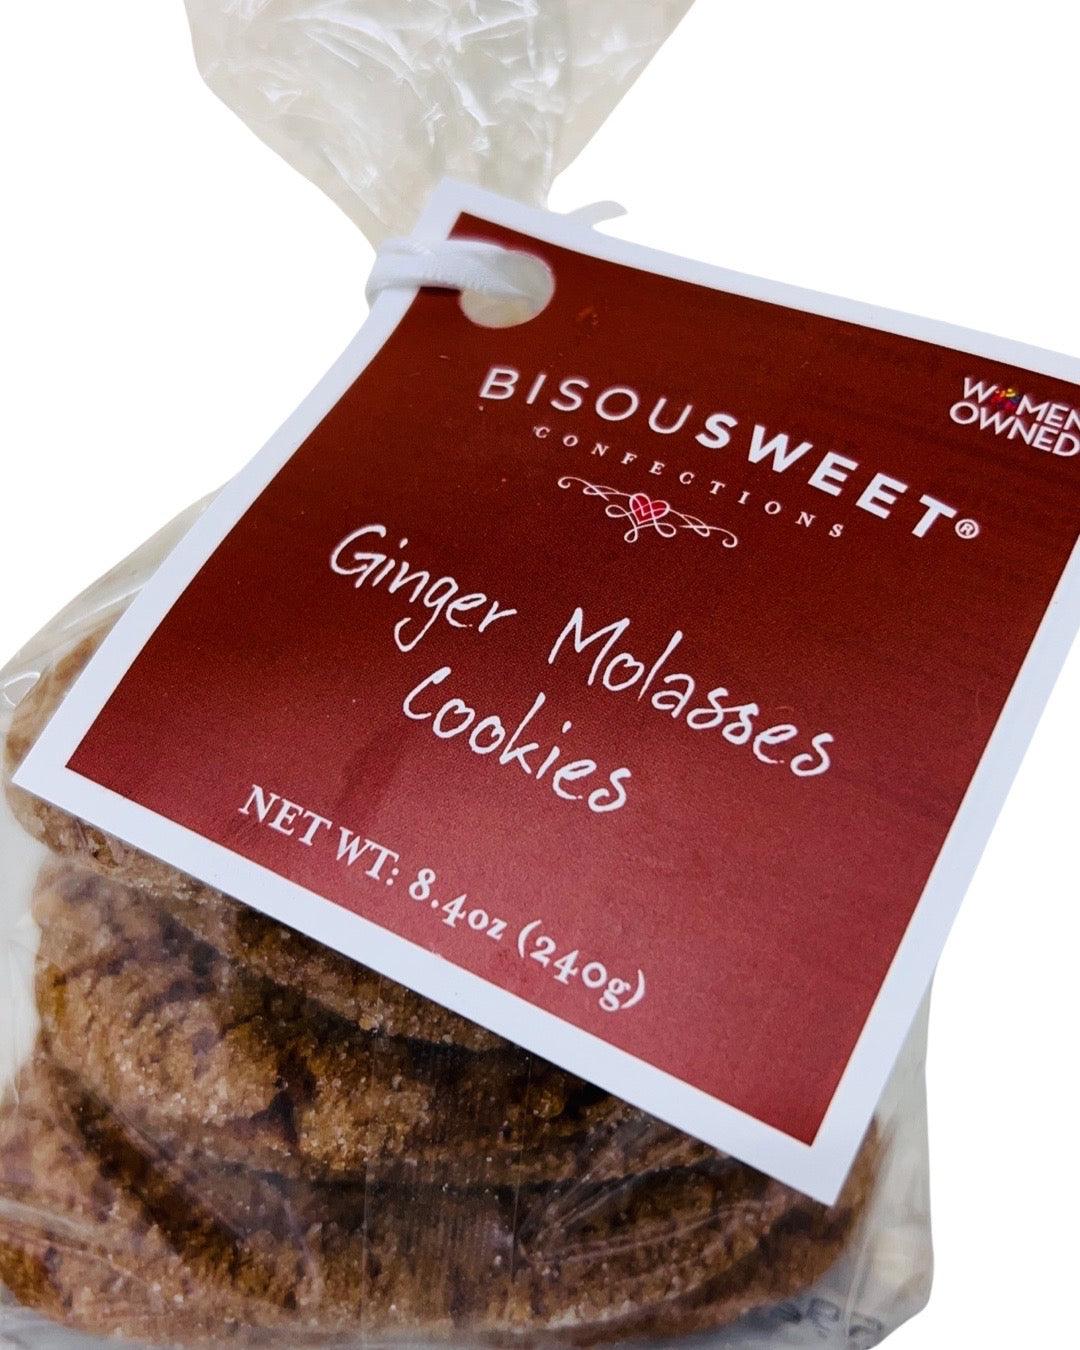 BISOUSWEET®
CONFECTIONS
WOMEN
OWNED
Ginger Molasses
Cookies
NET WT: 8.4oz (240g)